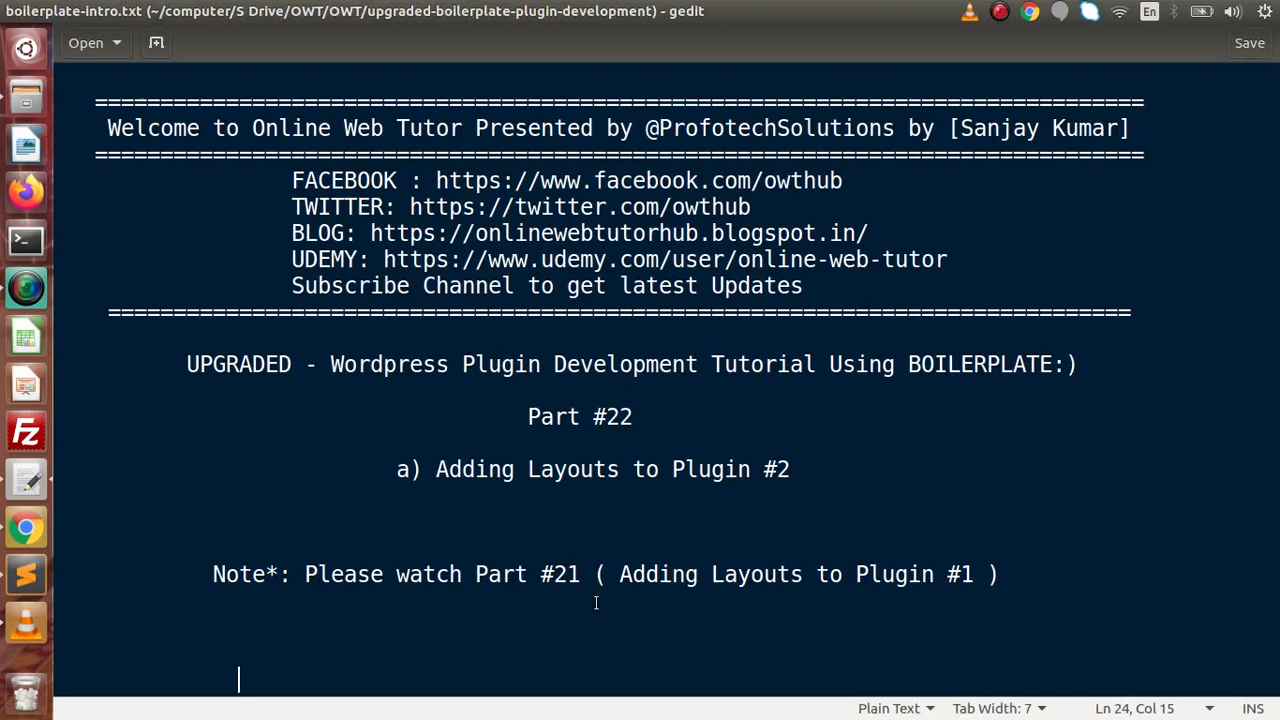 boilerplate-intro.txt (~/computer/S Drive/OWT/OWT/upgraded-boilerplate-plugin-development) - gedit
En
Open
Save
================================================================================
Welcome to Online Web Tutor Presented by @ProfotechSolutions by [Sanjay Kumar]
================================================================================
FACEBOOK : https://www.facebook.com/owthub
TWITTER: https://twitter.com/owthub
BLOG: https://onlinewebtutorhub.blogspot.in/
UDEMY: https://www.udemy.com/user/online-web-tutor
Subscribe Channel to get latest Updates
==============================================================================
UPGRADED - Wordpress Plugin Development Tutorial Using BOILERPLATE:)
Part #22
a) Adding Layouts to Plugin #2
Note*: Please watch Part #21 ( Adding Layouts to Plugin #1 )
Plain Text
Tab Width: 7
Ln 24, Col 15
INS